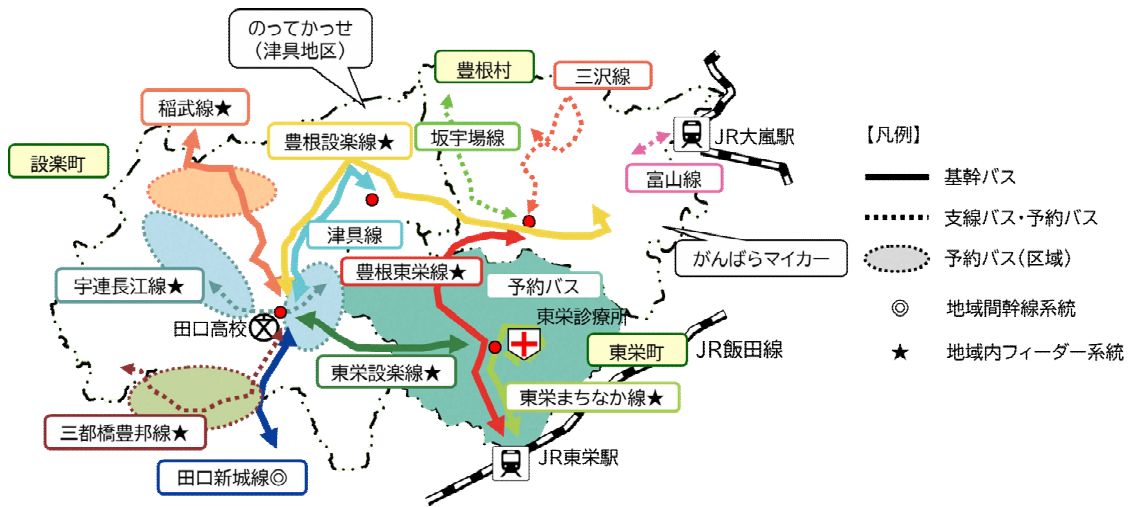 のってかっせ
（津具地区）
豊根村
三沢線
稲武線★
豊根設楽線★
坂宇場線
JR大嵐駅
【凡例】
設楽町
富山線
基幹バス
支線バス・予約バス
津具線
がんばらマイカー
予約バス（区域）
宇連長江線★
豊根東栄線★
予約バス
地域間幹線系統
◎
東栄診療所
田口高校
東栄町
JR飯田線
★
地域内フィーダー系統
東栄設楽線★
東栄まちなか線★
三都橋豊邦線★
JR東栄駅
田口新城線◎